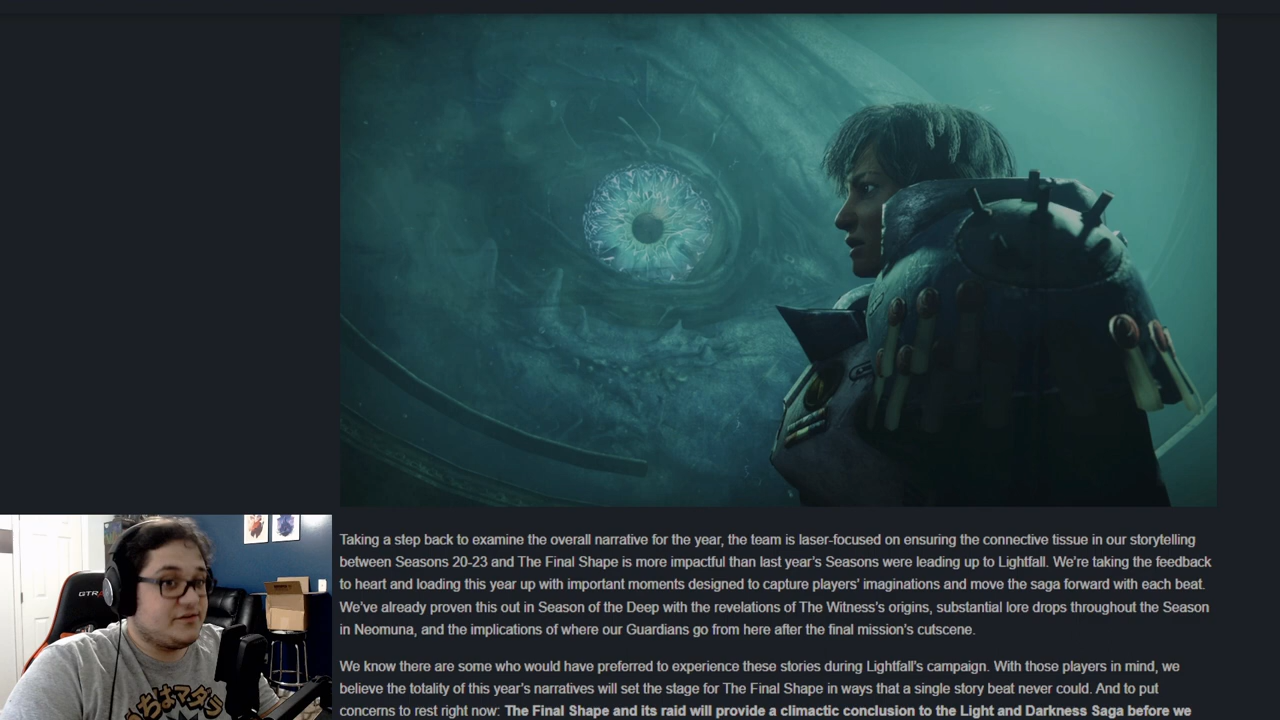 Taking a step back to examine the overall narrative for the year, the team is laser-focused on ensuring the connective tissue in our storytelling
between Seasons 20-23 and The Final Shape is more impactful than last year's Seasons were leading up to Lightfall. We're taking the feedback
to heart and loading this year up with important moments designed to capture players' imaginations and move the saga forward with each beat.
We've already proven this out in Season of the Deep with the revelations of The Witness's origins, substantial lore drops throughout the Season
in Neomuna, and the implications of where our Guardians go from here after the final mission's cutscene.
We know there are some who would have preferred to experience these stories during Lightfall's campaign. With those players in mind, we
believe the totality of this year's narratives will set the stage for The Final Shape in ways that a single story beat never could. And to put
concerns to rest right now: The Final Shape and its raid will provide a climactic conclusion to the Light and Darkness Saga before we
GTR
うちはマダラ